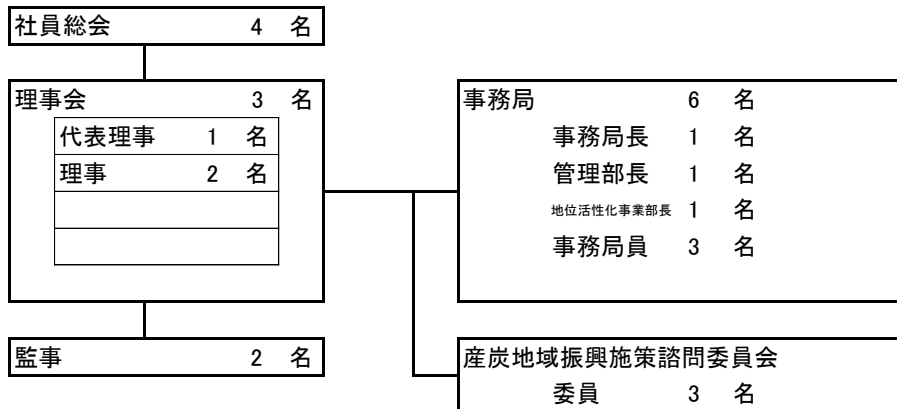 社員総会 4 名
理事会 3 名
代表理事 1 名
理事 2 名
監事 2 名
事務局 6 名
事務局長 1 名
管理部長 1 名
地位活性化事業部長 1 名
事務局員 3 名
産炭地域振興施策諮問委員会
委員 3 名